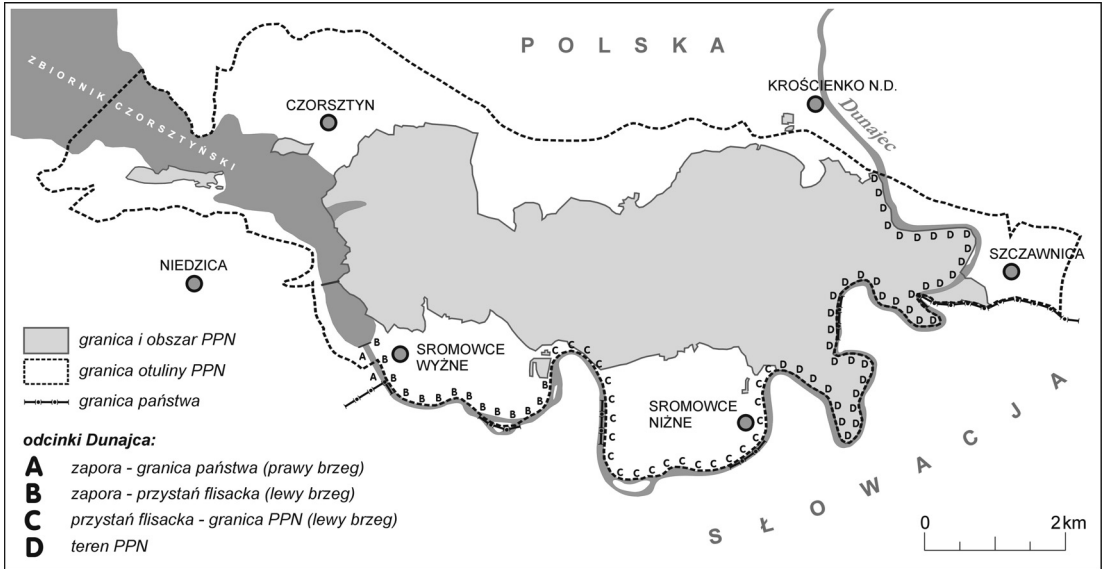 POLSKA
ZBIORNIK CZORSZTYŃSKI
CZORSZTYN
KROŚCIENKO N.D.
Dunajec
NIEDZICA
SZCZAWNICA
SROMOWCE
WYŻNE
SROMOWCE
NIŻNE
SŁOWACJA
granica i obszar PPN
granica otuliny PPN
granica państwa
odcinki Dunajca:
A zapora - granica państwa (prawy brzeg)
B zapora - przystań flisacka (lewy brzeg)
C przystań flisacka - granica PPN (lewy brzeg)
D teren PPN
0 2 km